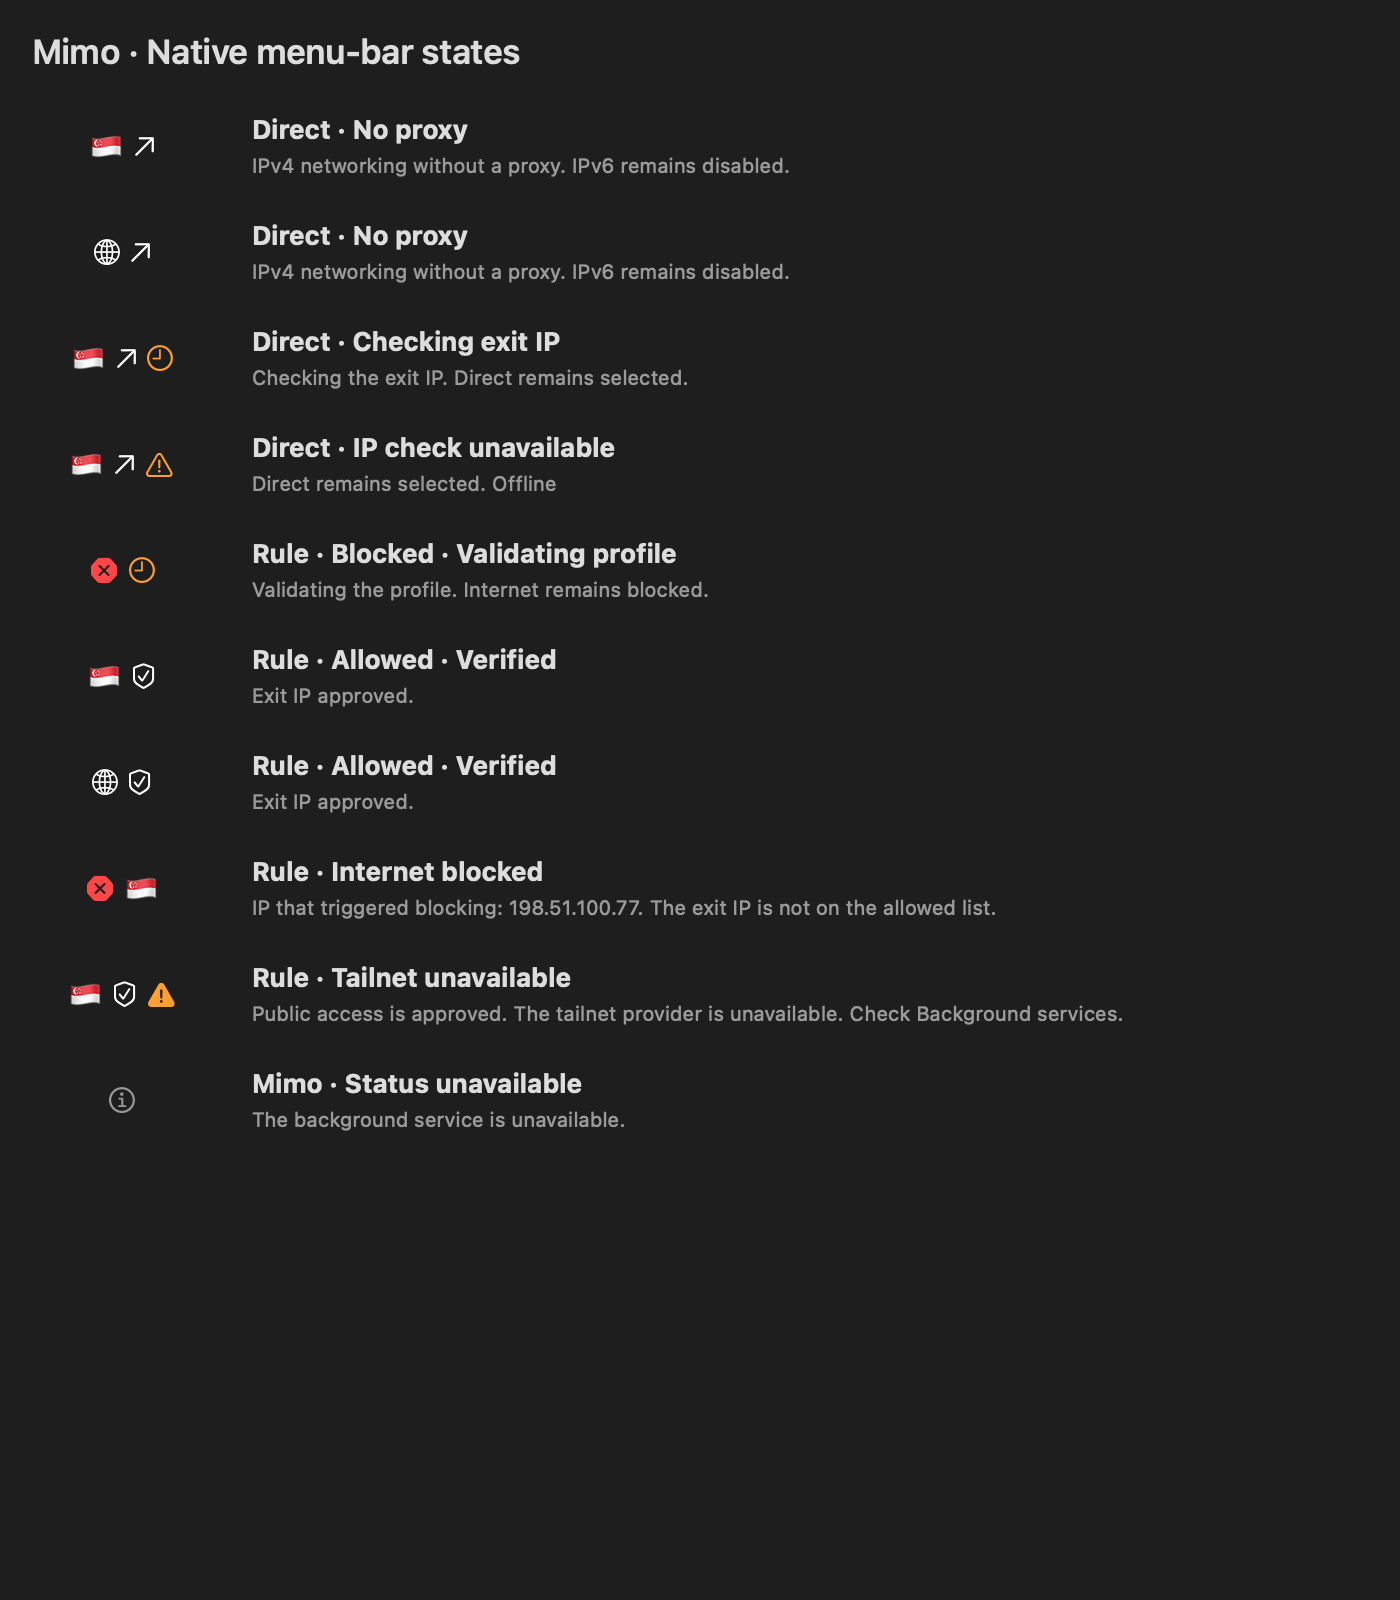 Mimo · Native menu-bar states
Direct · No proxy
IPv4 networking without a proxy. IPv6 remains disabled.
Direct · No proxy
IPv4 networking without a proxy. IPv6 remains disabled.
Direct · Checking exit IP
Checking the exit IP. Direct remains selected.
Direct · IP check unavailable
Direct remains selected. Offline
Rule · Blocked · Validating profile
Validating the profile. Internet remains blocked.
Rule · Allowed · Verified
Exit IP approved.
Rule · Allowed · Verified
Exit IP approved.
Rule · Internet blocked
IP that triggered blocking: 198.51.100.77. The exit IP is not on the allowed list.
Rule · Tailnet unavailable
Public access is approved. The tailnet provider is unavailable. Check Background services.
Mimo · Status unavailable
The background service is unavailable.